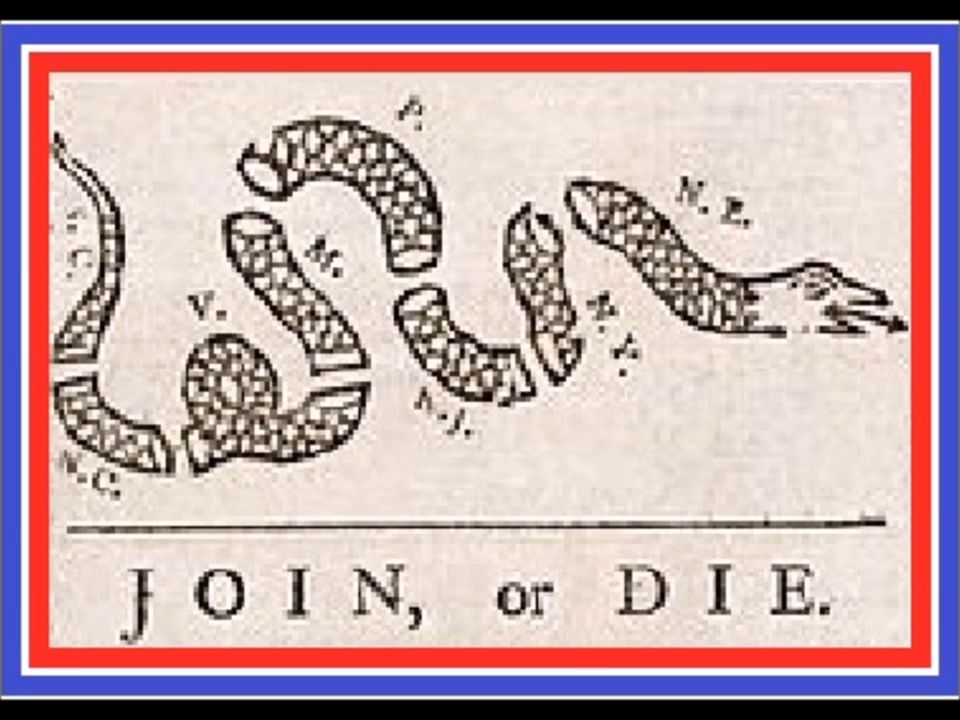 P.
N. E.
S. C.
M.
V.
N. Y.
N. J.
N. C.
JOIN, or DIE.